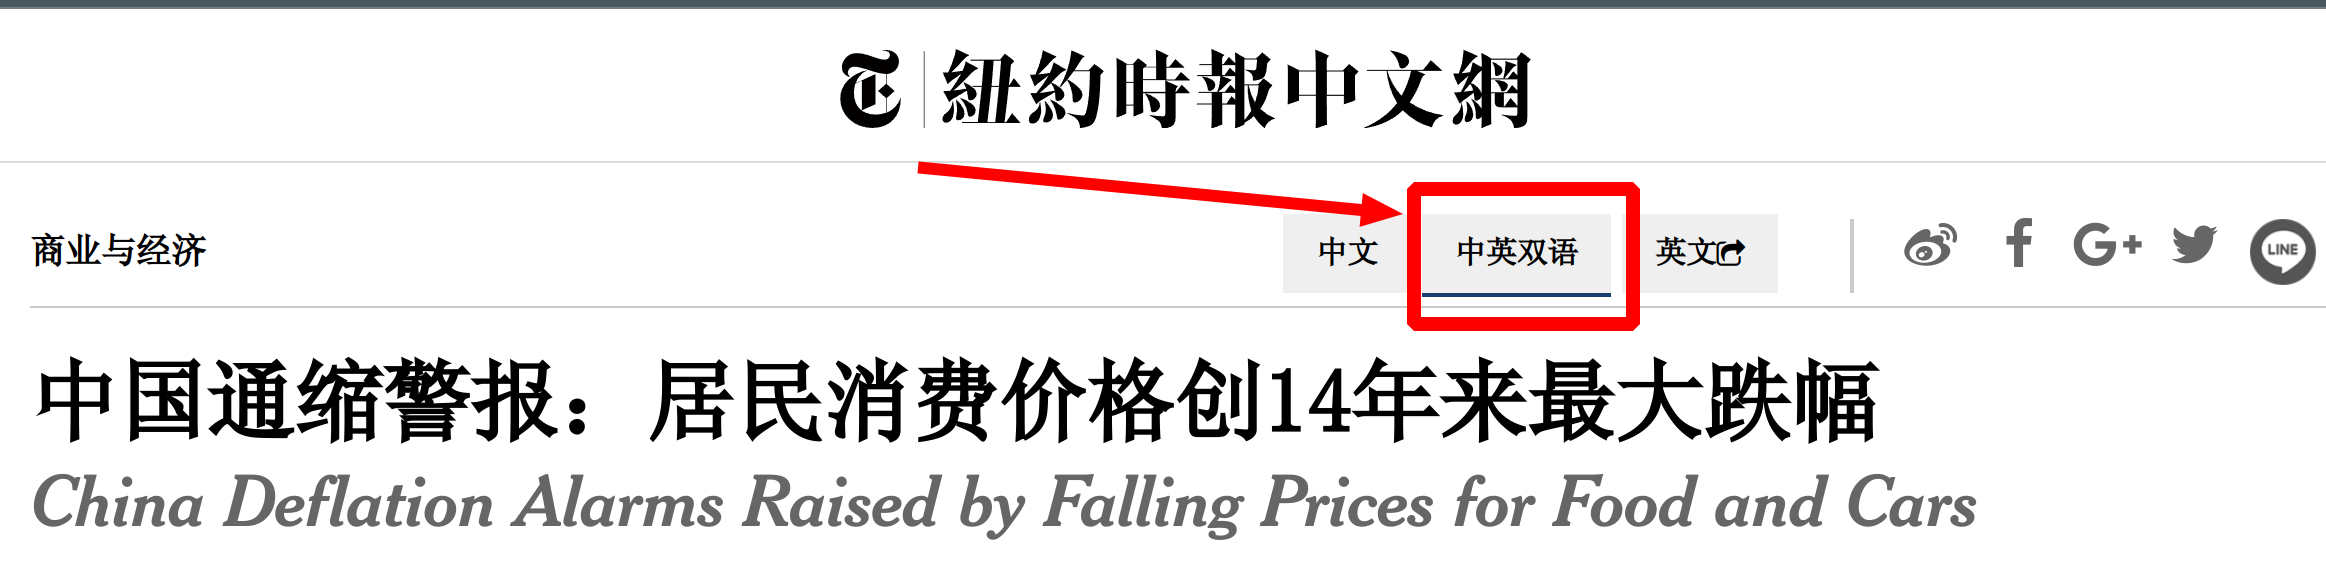 T 紐約時報中文網
商业与经济 中文 中英双语 英文 G+ LINE
中国通缩警报：居民消费价格创14年来最大跌幅
China Deflation Alarms Raised by Falling Prices for Food and Cars